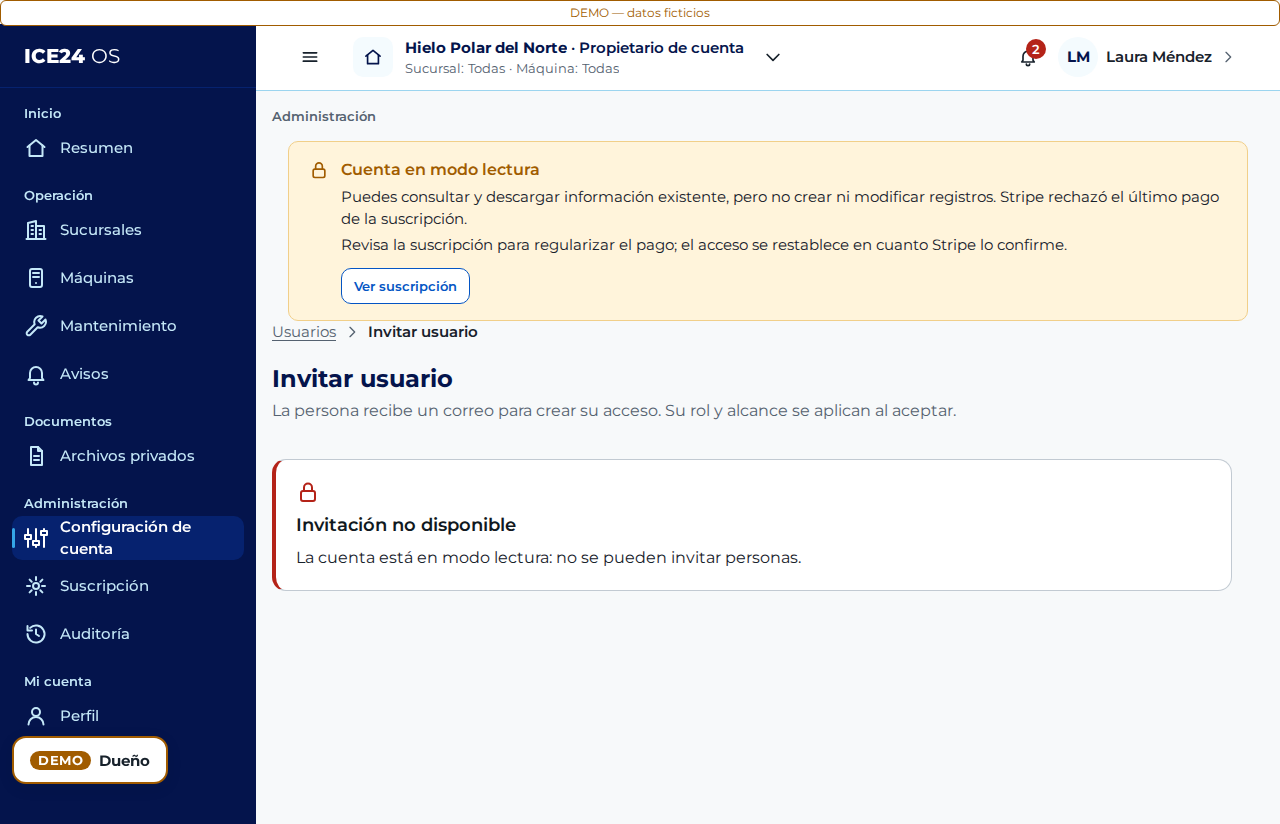 DEMO — datos ficticios
ICE24 OS
Inicio
Resumen
Operación
Sucursales
Máquinas
Mantenimiento
Avisos
Documentos
Archivos privados
Administración
Configuración de
cuenta
Suscripción
Auditoría
Mi cuenta
Perfil
DEMO Dueño
Hielo Polar del Norte · Propietario de cuenta
Sucursal: Todas · Máquina: Todas
2
LM Laura Méndez
Administración
Cuenta en modo lectura
Puedes consultar y descargar información existente, pero no crear ni modificar registros. Stripe rechazó el último pago
de la suscripción.
Revisa la suscripción para regularizar el pago; el acceso se restablece en cuanto Stripe lo confirme.
Ver suscripción
Usuarios > Invitar usuario
Invitar usuario
La persona recibe un correo para crear su acceso. Su rol y alcance se aplican al aceptar.
Invitación no disponible
La cuenta está en modo lectura: no se pueden invitar personas.